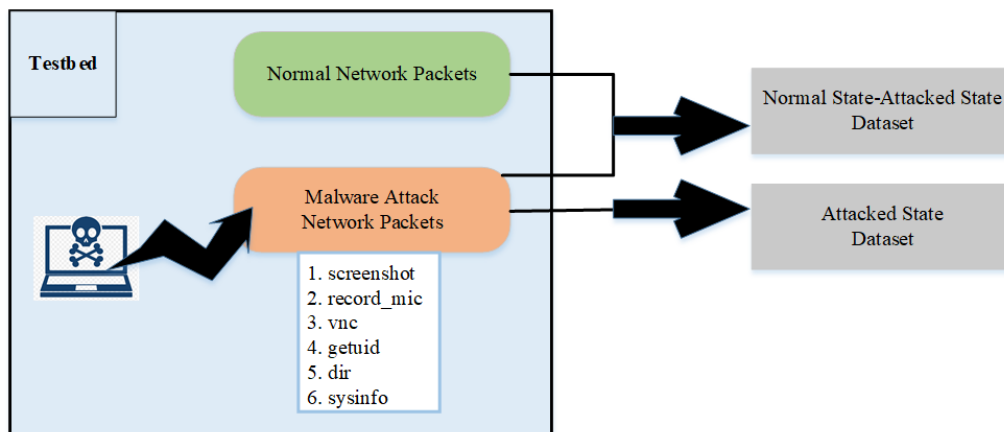 Testbed
Normal Network Packets
Normal State-Attacked State
Dataset
Malware Attack
Network Packets
Attacked State
Dataset
1. screenshot
2. record_mic
3. vnc
4. getuid
5. dir
6. sysinfo